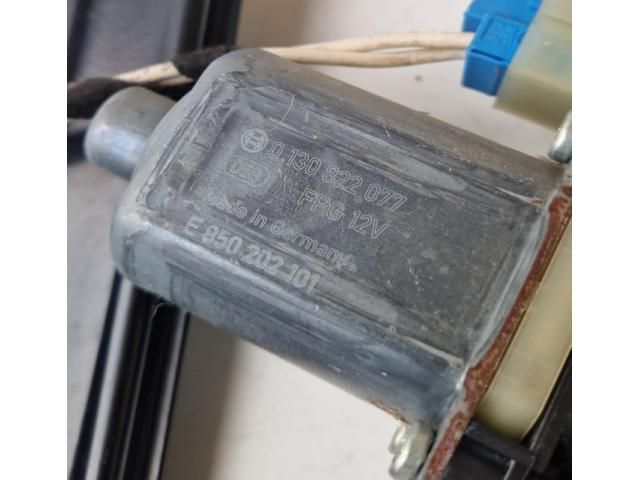 0 130 822 077
FPG 12V
Made in Germany
E 850 202 101